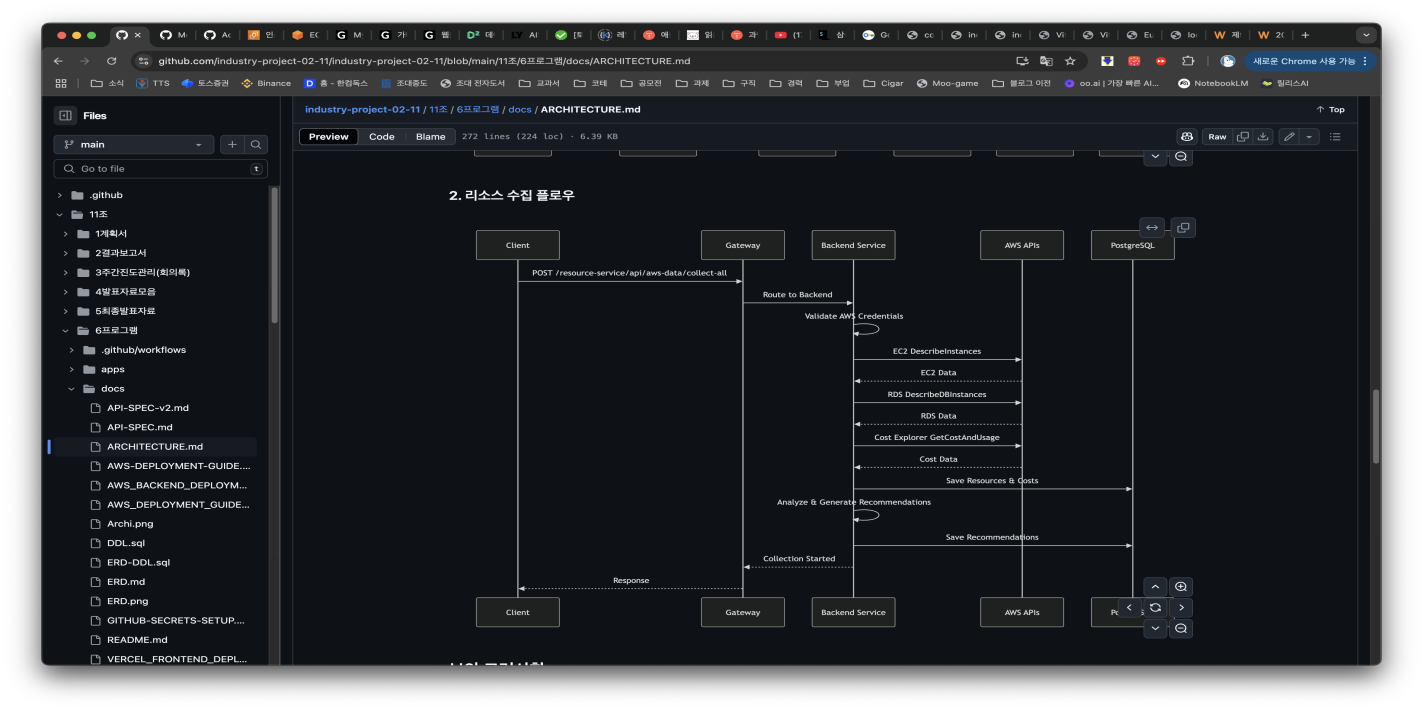 github.com/industry-project-02-11/industry-project-02-11/blob/main/11조/6프로그램/docs/ARCHITECTURE.md
새로운 Chrome 사용 가능
소식 TTS 토스증권 Binance 홈 - 한컴독스 조대중도 조대 전자도서 교과서 코테 공모전 과제 구직 경력 부업 Cigar Moo-game 블로그 이전 oo.ai | 가장 빠른 AI... NotebookLM 릴리스AI
Files
main
Go to file t
.github
11조
1계획서
2결과보고서
3주간진도관리(회의록)
4발표자료모음
5최종발표자료
6프로그램
.github/workflows
apps
docs
API-SPEC-v2.md
API-SPEC.md
ARCHITECTURE.md
AWS-DEPLOYMENT-GUIDE....
AWS_BACKEND_DEPLOYM...
AWS_DEPLOYMENT_GUIDE...
Archi.png
DDL.sql
ERD-DDL.sql
ERD.md
ERD.png
GITHUB-SECRETS-SETUP....
README.md
VERCEL_FRONTEND_DEPL...
industry-project-02-11 / 11조 / 6프로그램 / docs / ARCHITECTURE.md
Top
Preview Code Blame 272 lines (224 loc) · 6.39 KB
Raw
2. 리소스 수집 플로우
Client Gateway Backend Service AWS APIs PostgreSQL
POST /resource-service/api/aws-data/collect-all
Route to Backend
Validate AWS Credentials
EC2 DescribeInstances
EC2 Data
RDS DescribeDBInstances
RDS Data
Cost Explorer GetCostAndUsage
Cost Data
Save Resources & Costs
Analyze & Generate Recommendations
Save Recommendations
Collection Started
Response
Client Gateway Backend Service AWS APIs